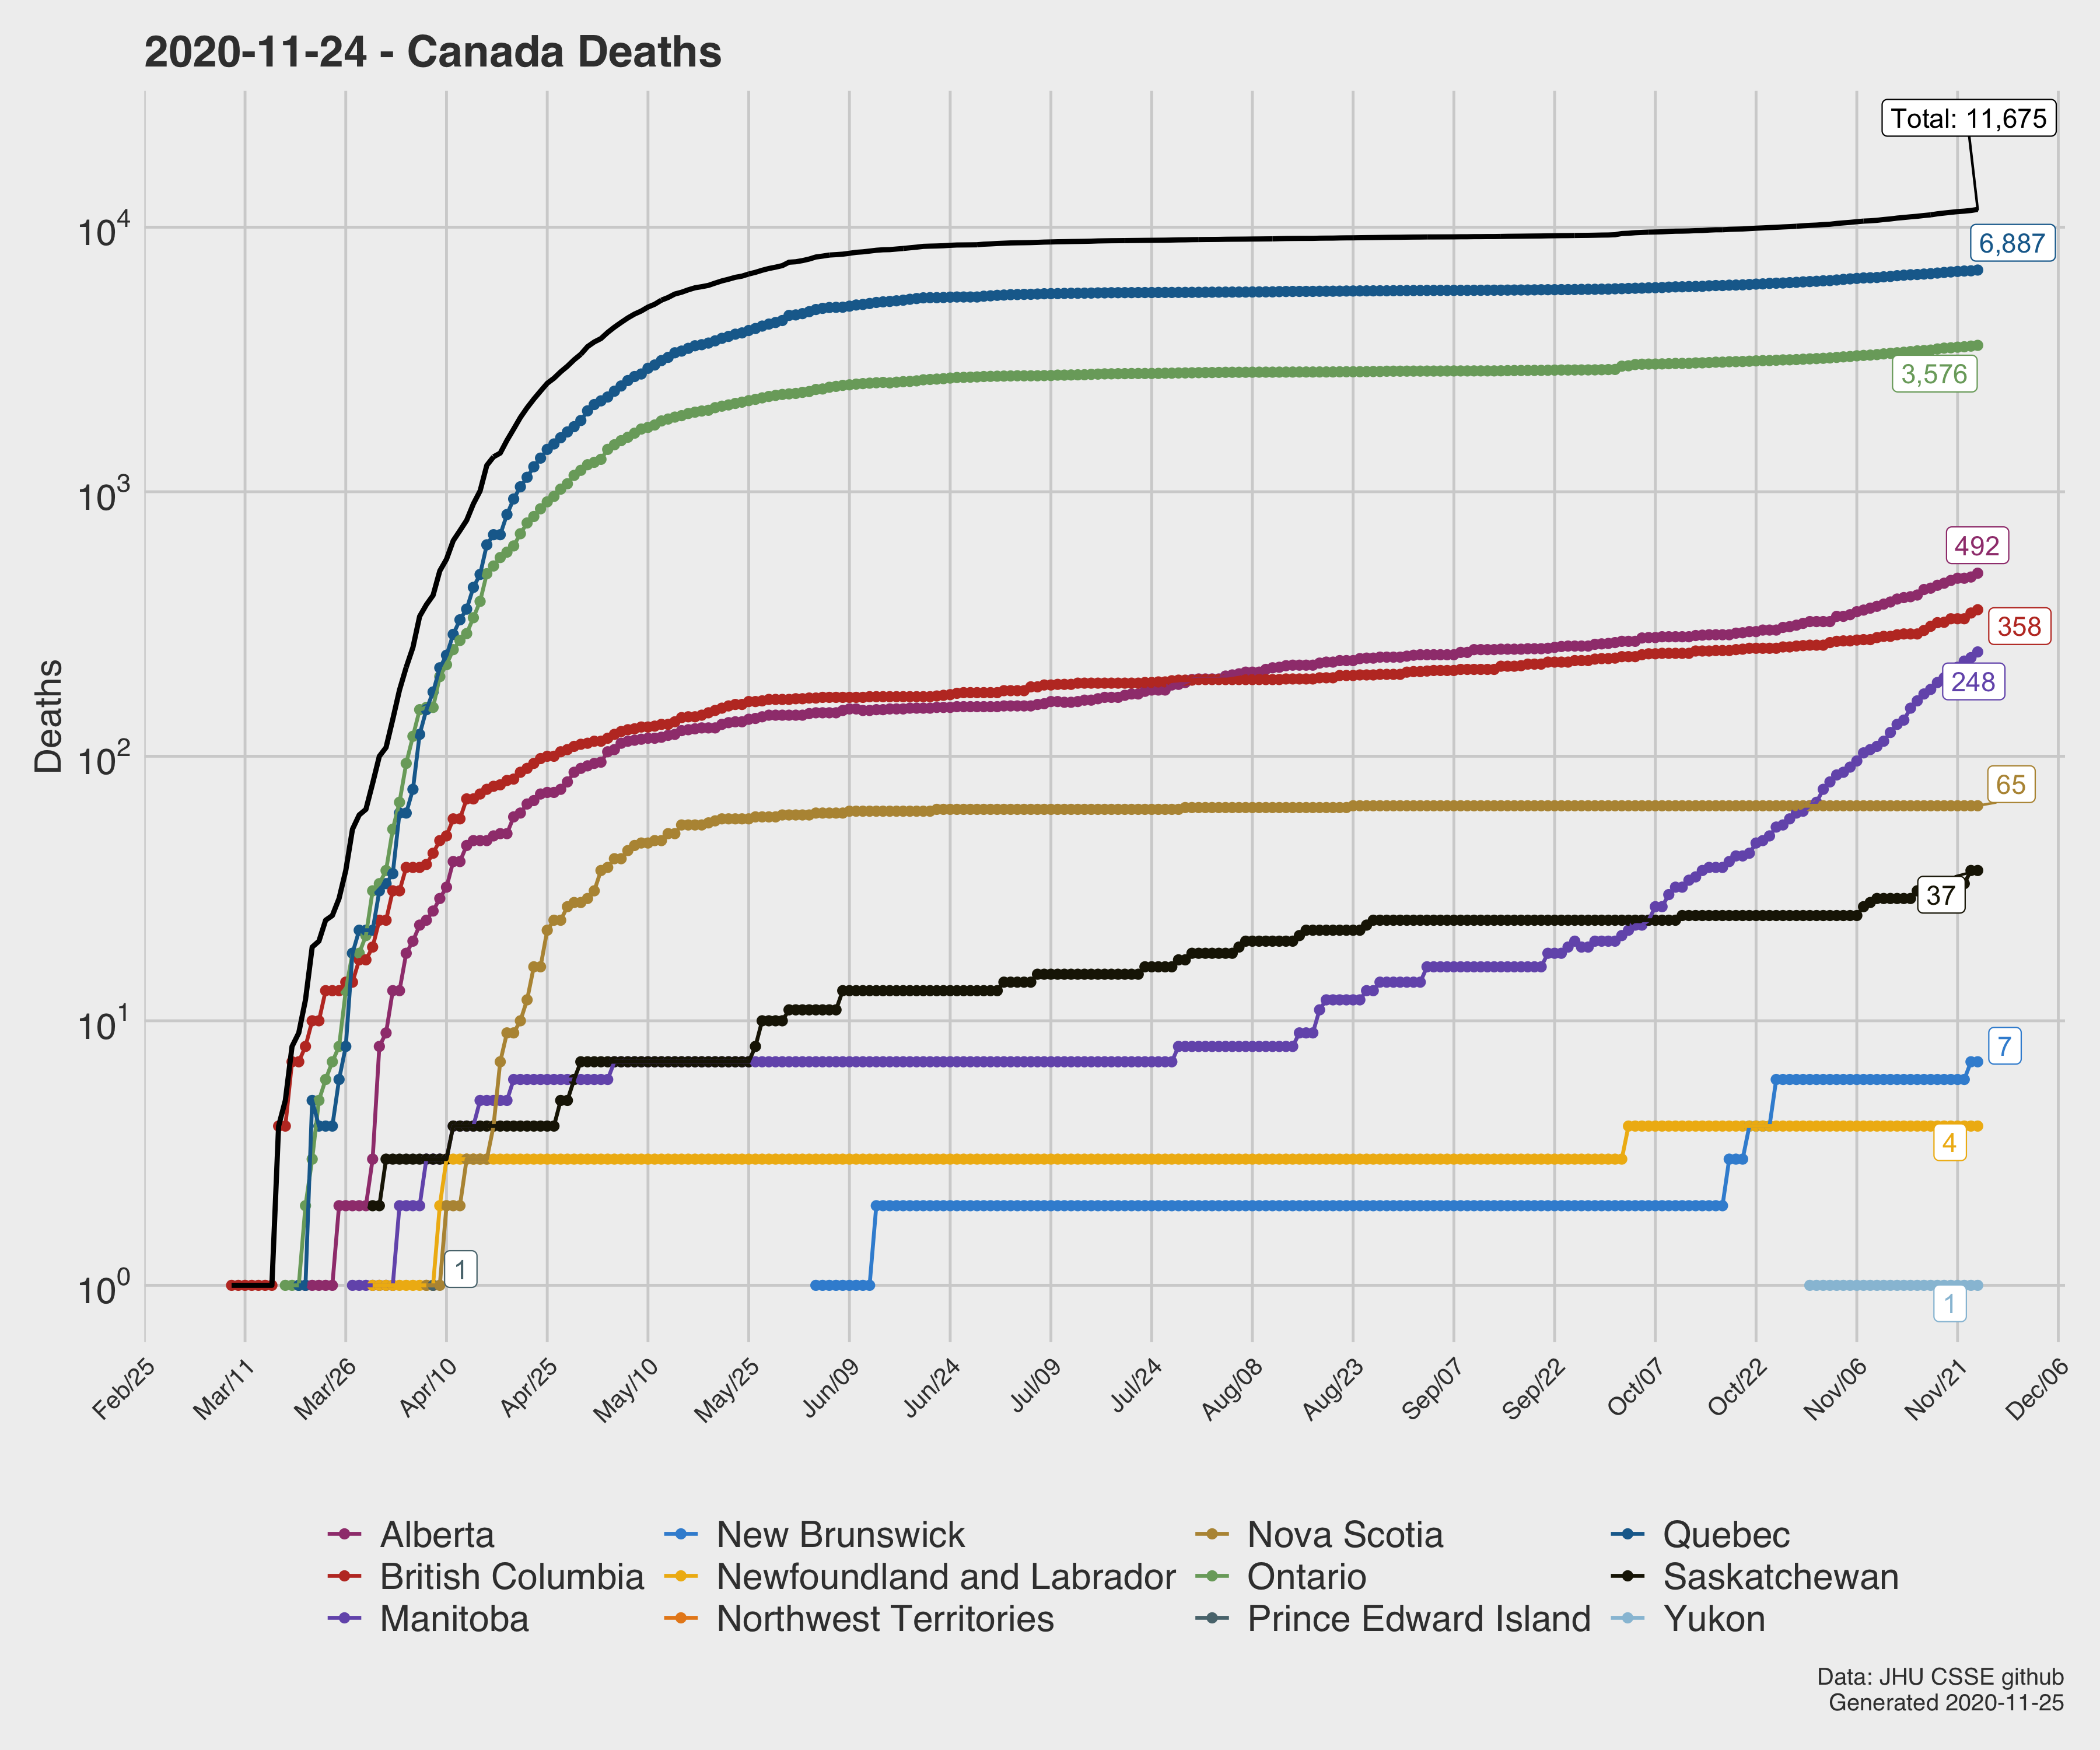 2020-11-24 - Canada Deaths
Total: 11,675
10^4
6,887
3,576
10^3
492
358
248
10^2
65
37
10^1
7
4
1
10^0
1
Deaths
Feb/25 Mar/11 Mar/26 Apr/10 Apr/25 May/10 May/25 Jun/09 Jun/24 Jul/09 Jul/24 Aug/08 Aug/23 Sep/07 Sep/22 Oct/07 Oct/22 Nov/06 Nov/21 Dec/06
Alberta New Brunswick Nova Scotia Quebec
British Columbia Newfoundland and Labrador Ontario Saskatchewan
Manitoba Northwest Territories Prince Edward Island Yukon
Data: JHU CSSE github
Generated 2020-11-25